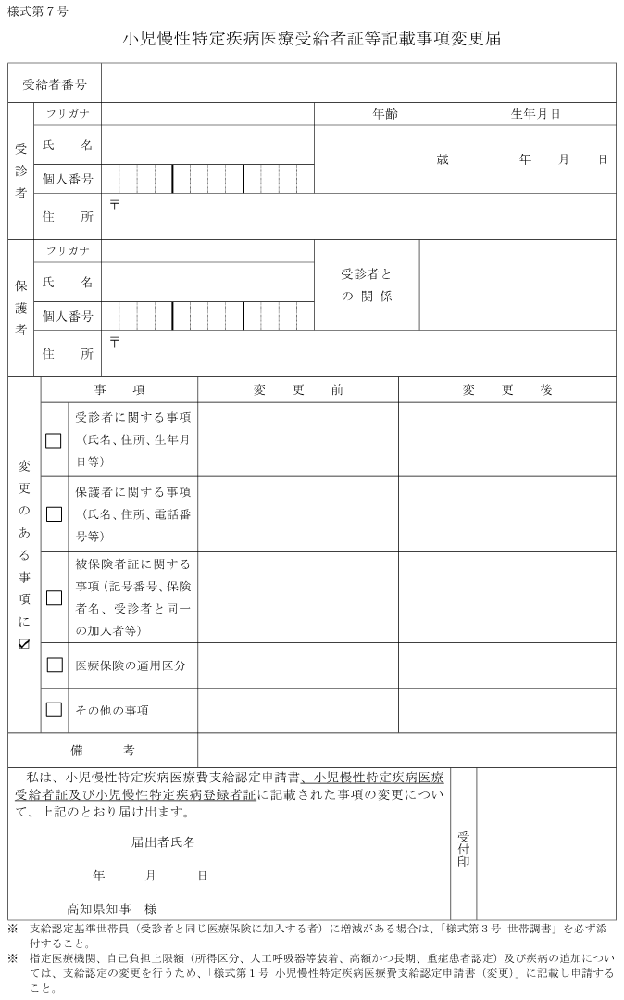 様式第７号
小児慢性特定疾病医療受給者証等記載事項変更届
受給者番号
受診者
フリガナ
年齢
生年月日
氏　名
歳
年　月　日
個人番号
住　所
〒
保護者
フリガナ
氏　名
受診者と
の関係
個人番号
住　所
〒
変更のある事項に☑
事　項
変　更　前
変　更　後
□
受診者に関する事項
（氏名、住所、生年月
日等）
□
保護者に関する事項
（氏名、住所、電話番
号等）
□
被保険者証に関する
事項（記号番号、保険
者名、受診者と同一
の加入者等）
□
医療保険の適用区分
□
その他の事項
備　考
私は、小児慢性特定疾病医療費支給認定申請書、小児慢性特定疾病医療
受給者証及び小児慢性特定疾病登録者証に記載された事項の変更につい
て、上記のとおり届け出ます。
届出者氏名
年　月　日
高知県知事　様
受付印
※　支給認定基準世帯員（受診者と同じ医療保険に加入する者）に増減がある場合は、「様式第３号 世帯調書」を必ず添
付すること。
※　指定医療機関、自己負担上限額（所得区分、人工呼吸器等装着、高額かつ長期、重症患者認定）及び疾病の追加につい
ては、支給認定の変更を行うため、「様式第１号 小児慢性特定疾病医療費支給認定申請書（変更）」に記載し申請する
こと。